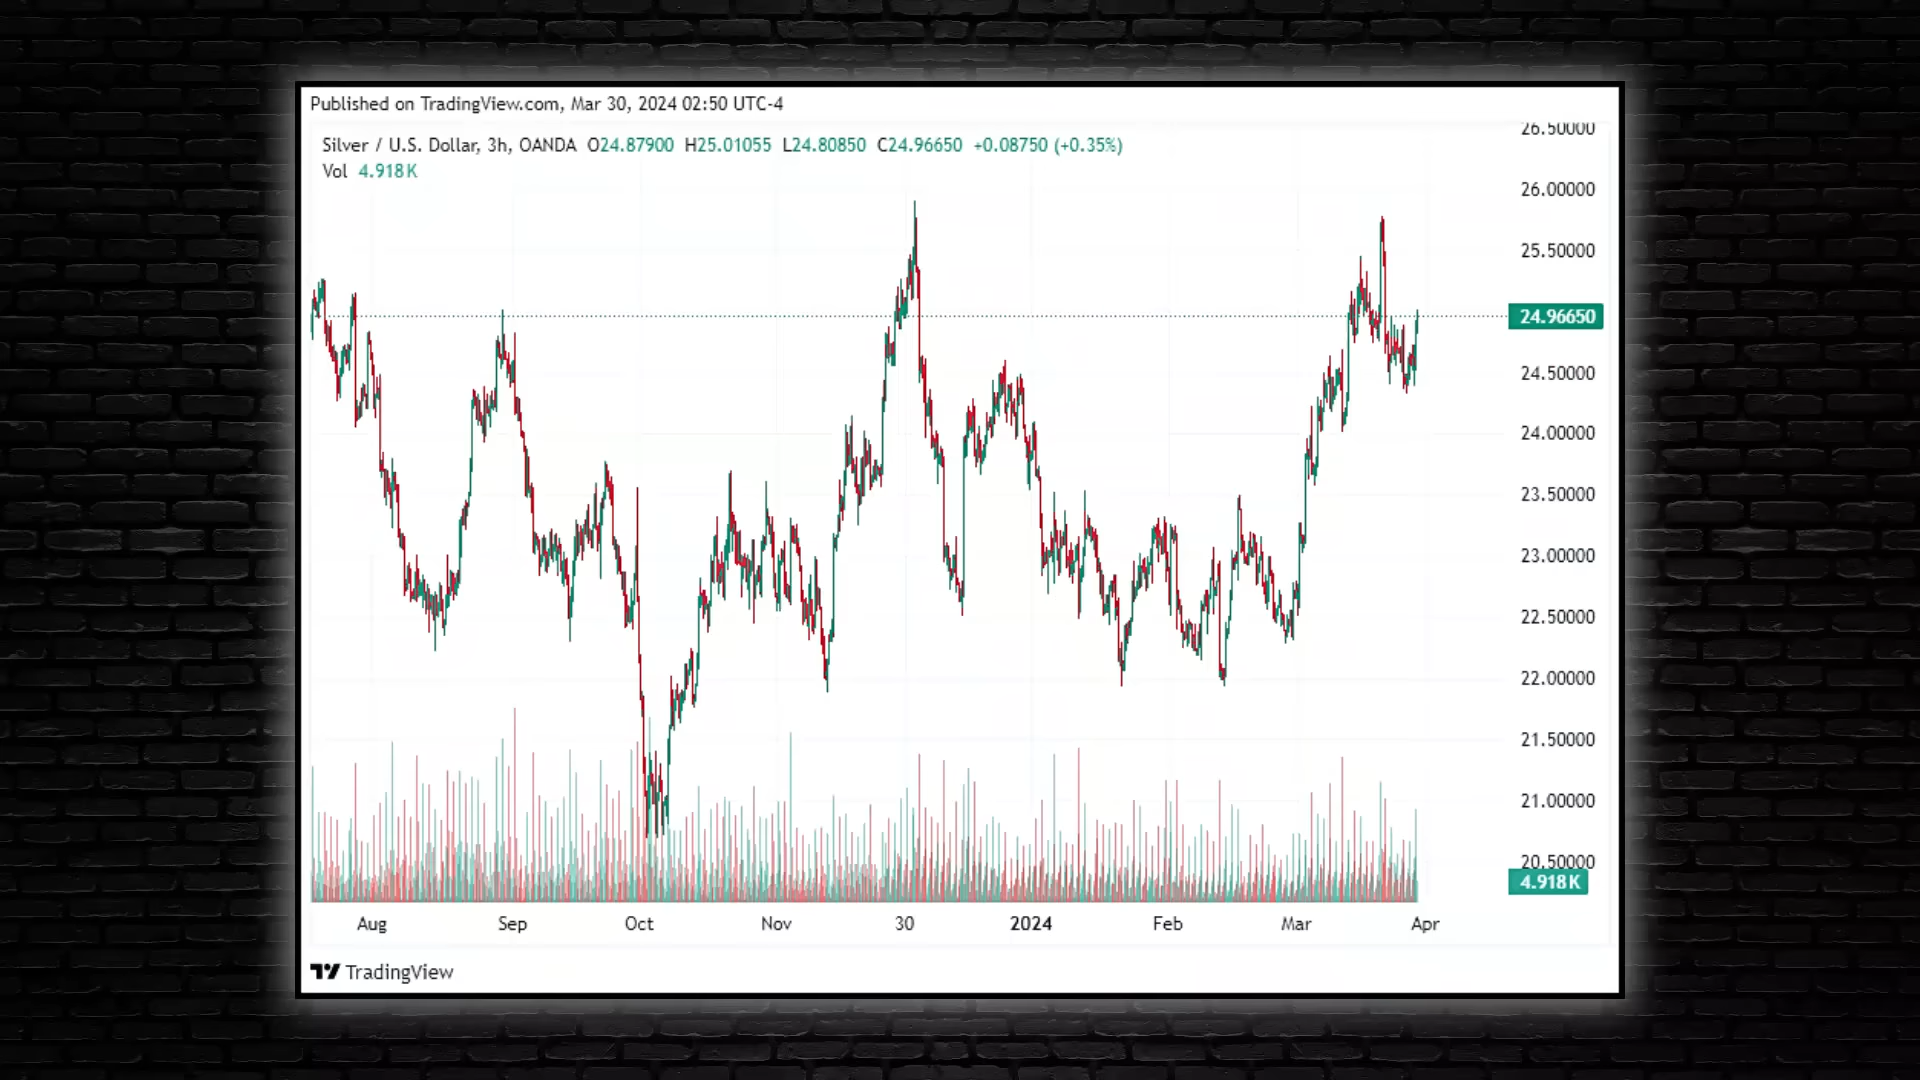 Published on TradingView.com, Mar 30, 2024 02:50 UTC-4
Silver / U.S. Dollar, 3h, OANDA O24.87900 H25.01055 L24.80850 C24.96650 +0.08750 (+0.35%)
Vol 4.918K
26.50000
26.00000
25.50000
24.96650
24.50000
24.00000
23.50000
23.00000
22.50000
22.00000
21.50000
21.00000
20.50000
4.918K
Aug Sep Oct Nov 30 2024 Feb Mar Apr
TradingView